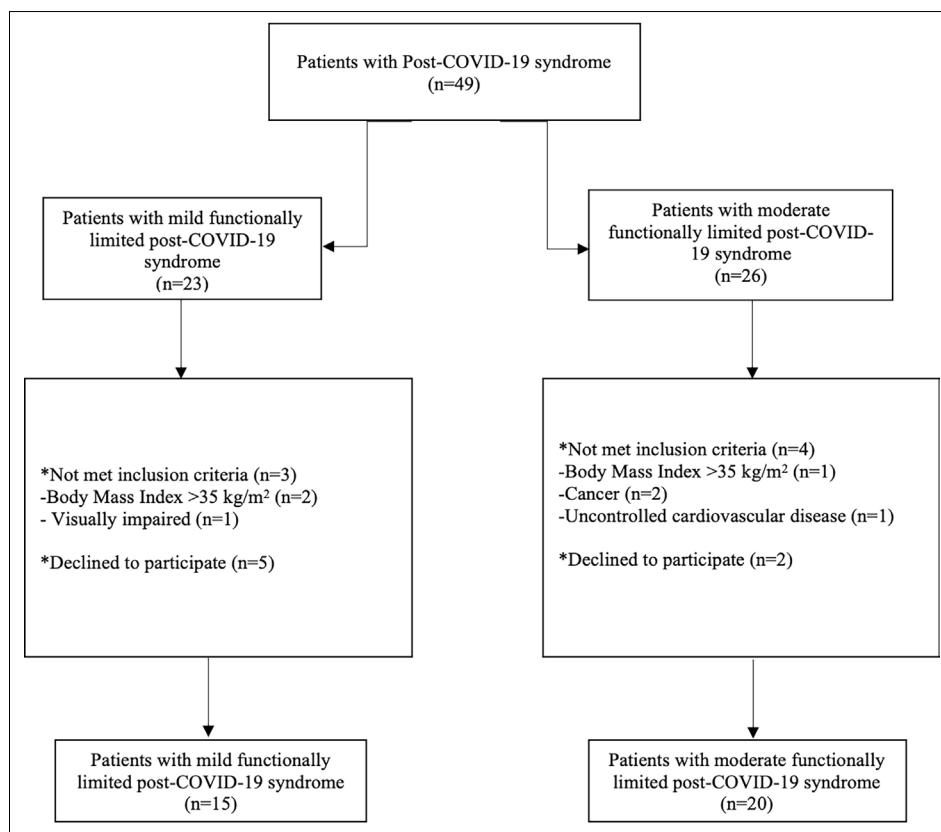 Patients with Post-COVID-19 syndrome
(n=49)
Patients with mild functionally
limited post-COVID-19
syndrome
(n=23)
Patients with moderate
functionally limited post-COVID-
19 syndrome
(n=26)
*Not met inclusion criteria (n=3)
-Body Mass Index >35 kg/m² (n=2)
- Visually impaired (n=1)
*Declined to participate (n=5)
*Not met inclusion criteria (n=4)
-Body Mass Index >35 kg/m² (n=1)
-Cancer (n=2)
-Uncontrolled cardiovascular disease (n=1)
*Declined to participate (n=2)
Patients with mild functionally
limited post-COVID-19 syndrome
(n=15)
Patients with moderate functionally
limited post-COVID-19 syndrome
(n=20)